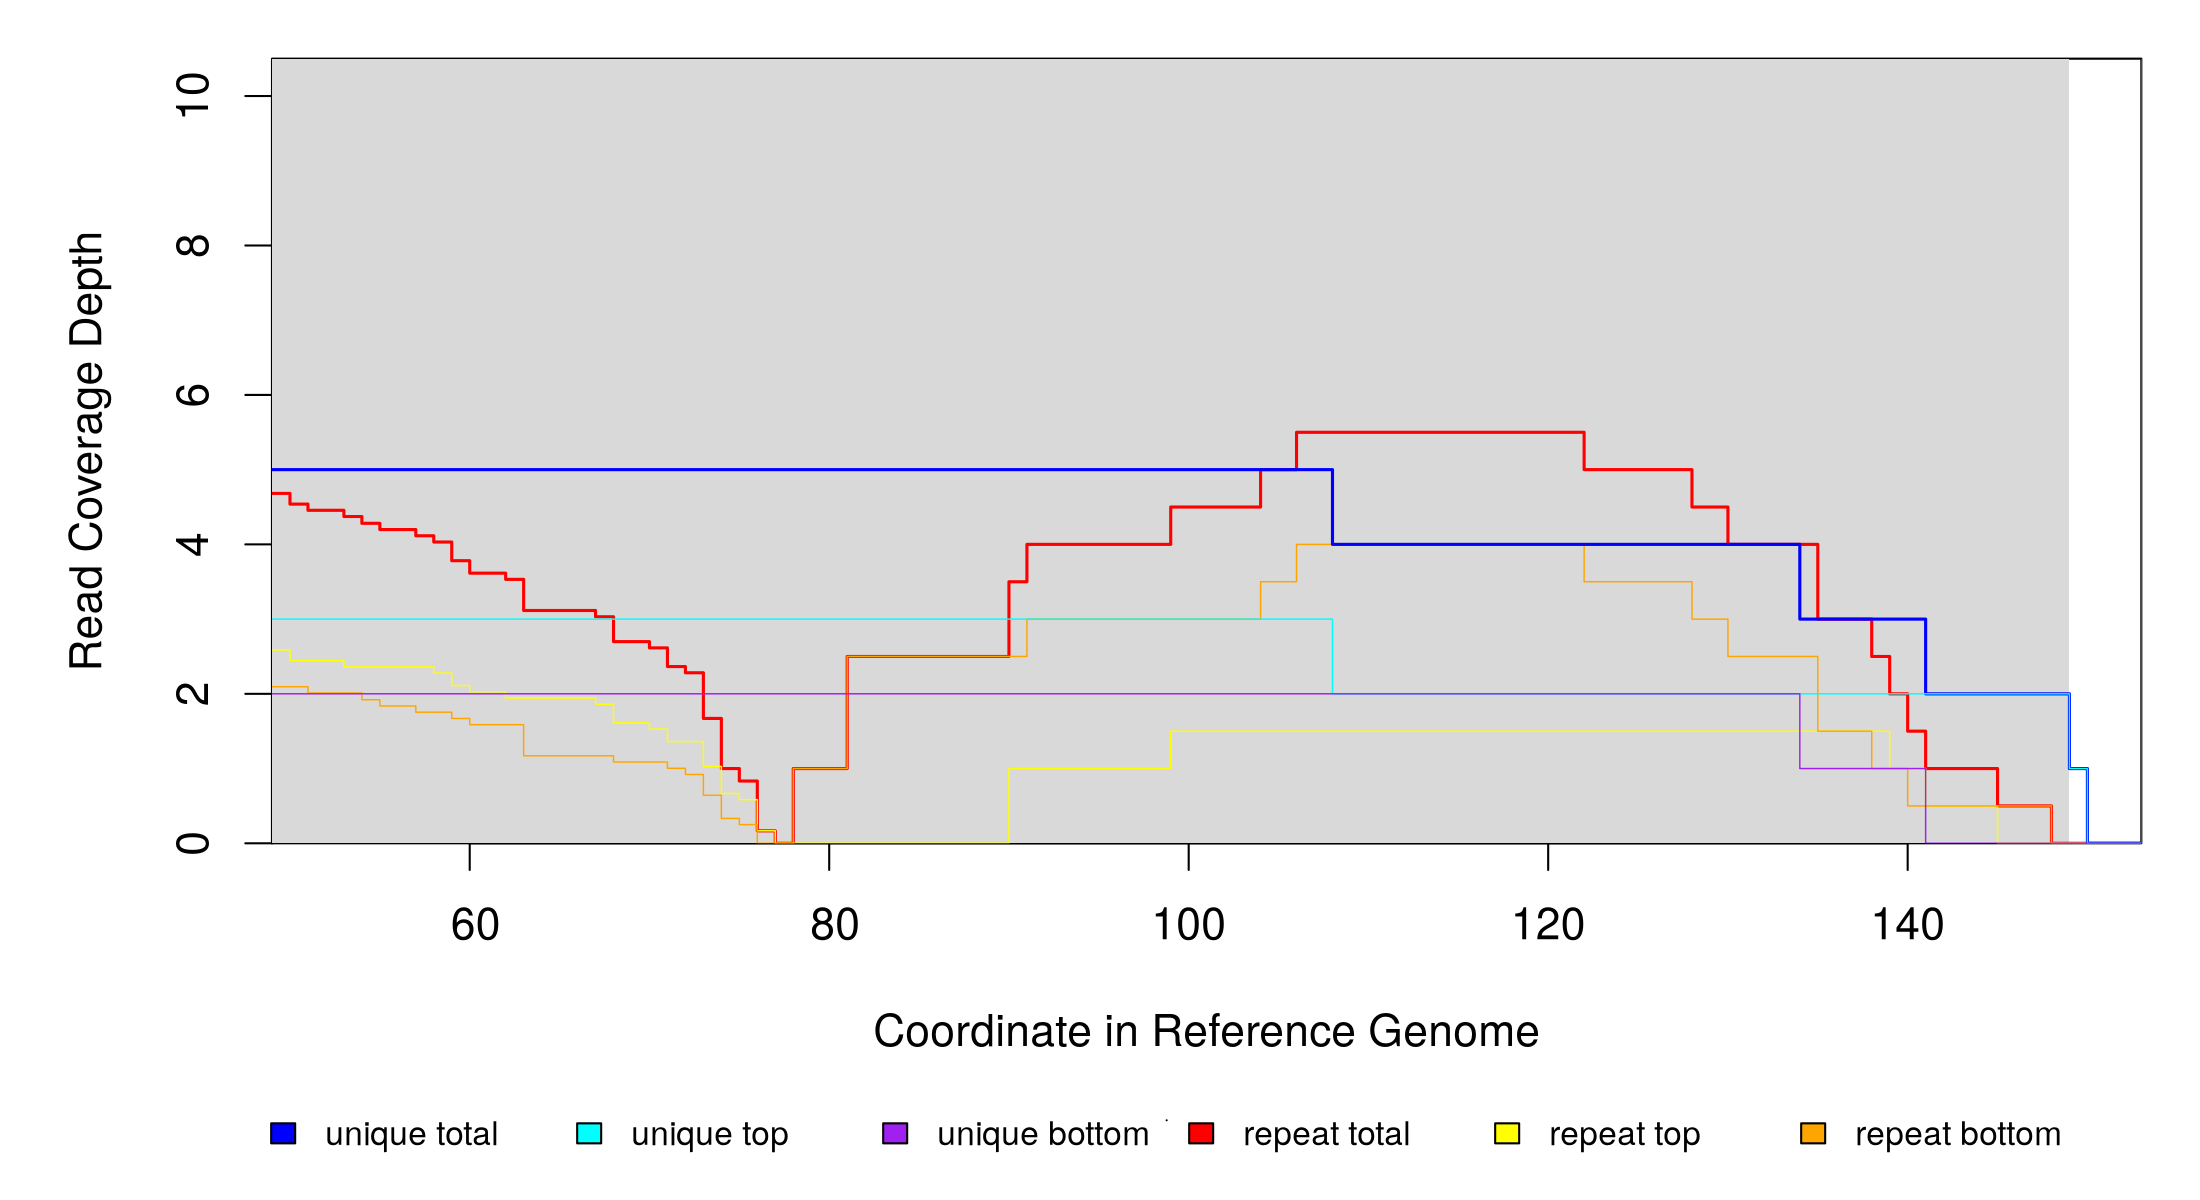 Read Coverage Depth
10
8
6
4
2
0
60 80 100 120 140
Coordinate in Reference Genome
unique total unique top unique bottom repeat total repeat top repeat bottom